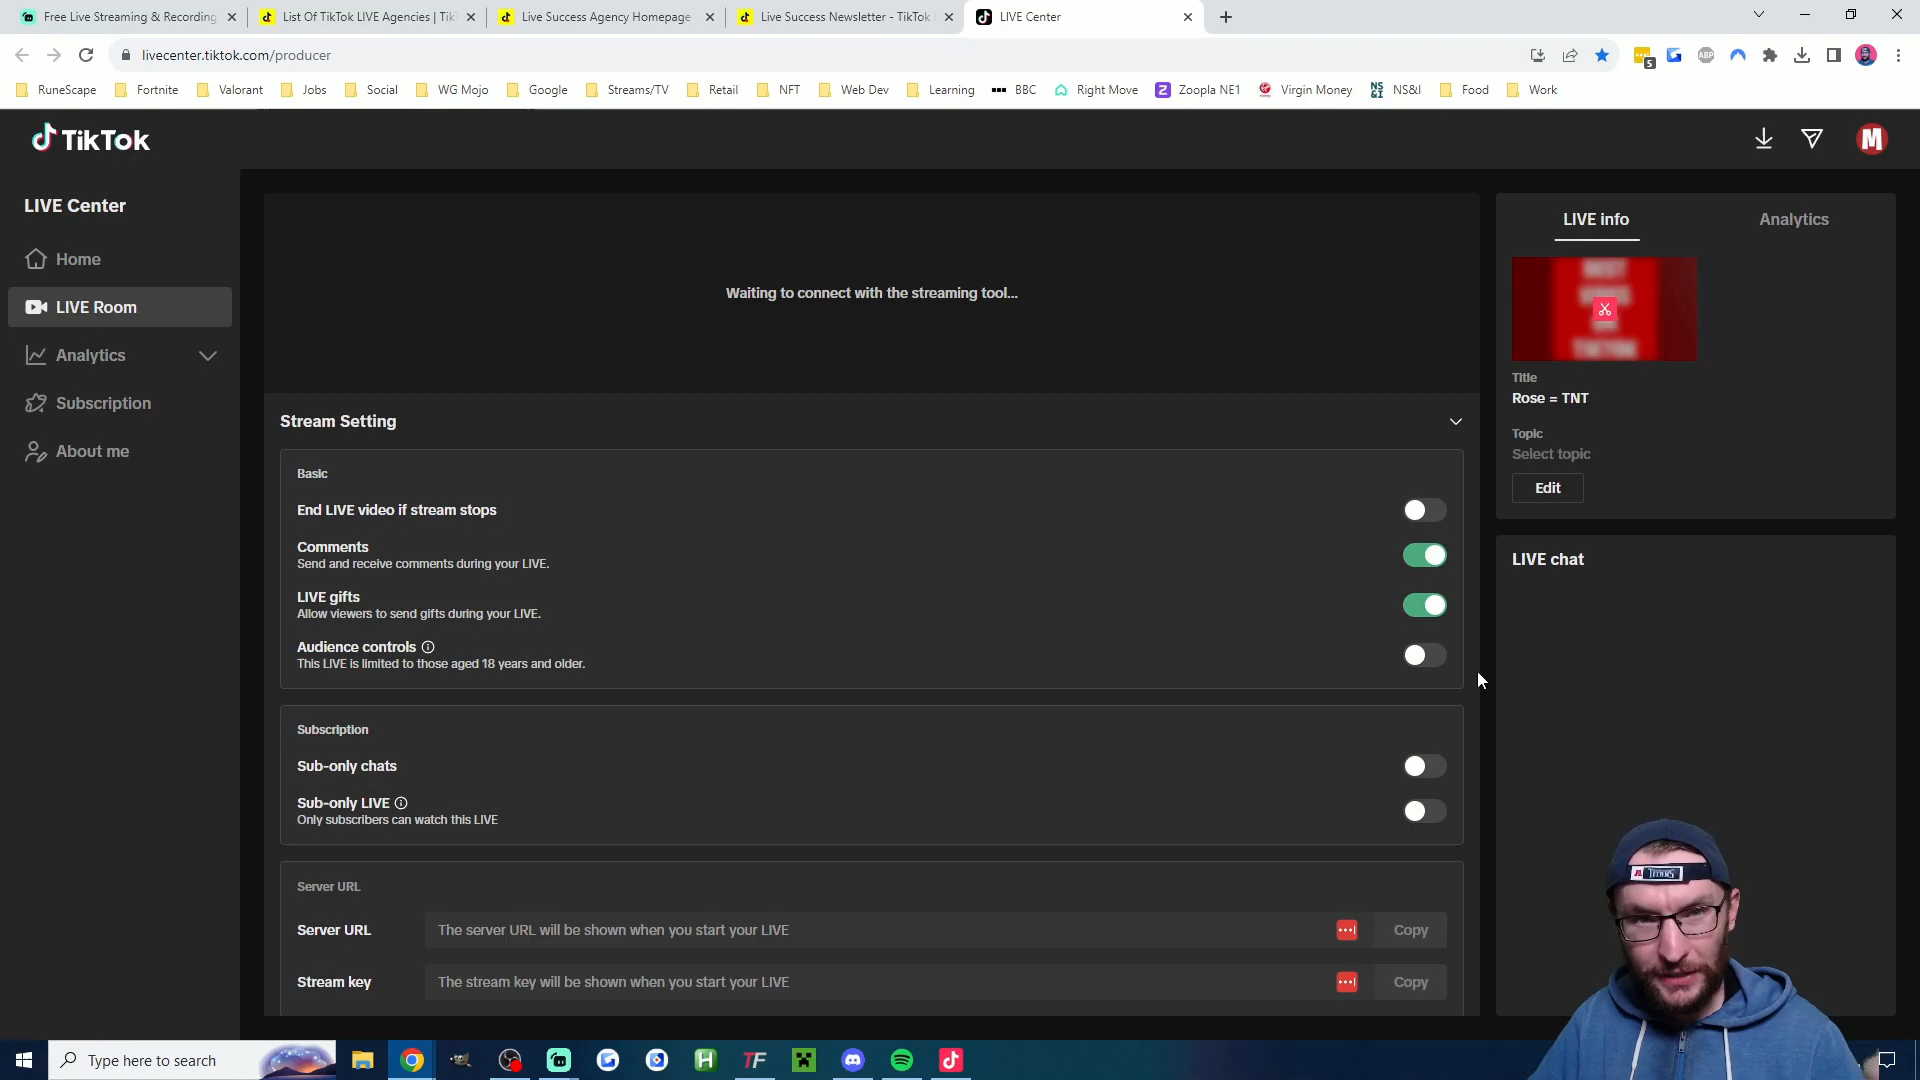 Free Live Streaming & Recording
List Of TikTok LIVE Agencies | Tik
Live Success Agency Homepage
Live Success Newsletter - TikTok
LIVE Center
livecenter.tiktok.com/producer
5
ABP
RuneScape
Fortnite
Valorant
Jobs
Social
WG Mojo
Google
Streams/TV
Retail
NFT
Web Dev
Learning
BBC
Right Move
Zoopla NE1
Virgin Money
NS&I
Food
Work
TikTok
M
LIVE Center
Home
LIVE Room
Analytics
Subscription
About me
Waiting to connect with the streaming tool...
Stream Setting
Basic
End LIVE video if stream stops
Comments
Send and receive comments during your LIVE.
LIVE gifts
Allow viewers to send gifts during your LIVE.
Audience controls
This LIVE is limited to those aged 18 years and older.
Subscription
Sub-only chats
Sub-only LIVE
Only subscribers can watch this LIVE
Server URL
Server URL
The server URL will be shown when you start your LIVE
Copy
Stream key
The stream key will be shown when you start your LIVE
Copy
LIVE info
Analytics
Title
Rose = TNT
Topic
Select topic
Edit
LIVE chat
Type here to search
H
TF